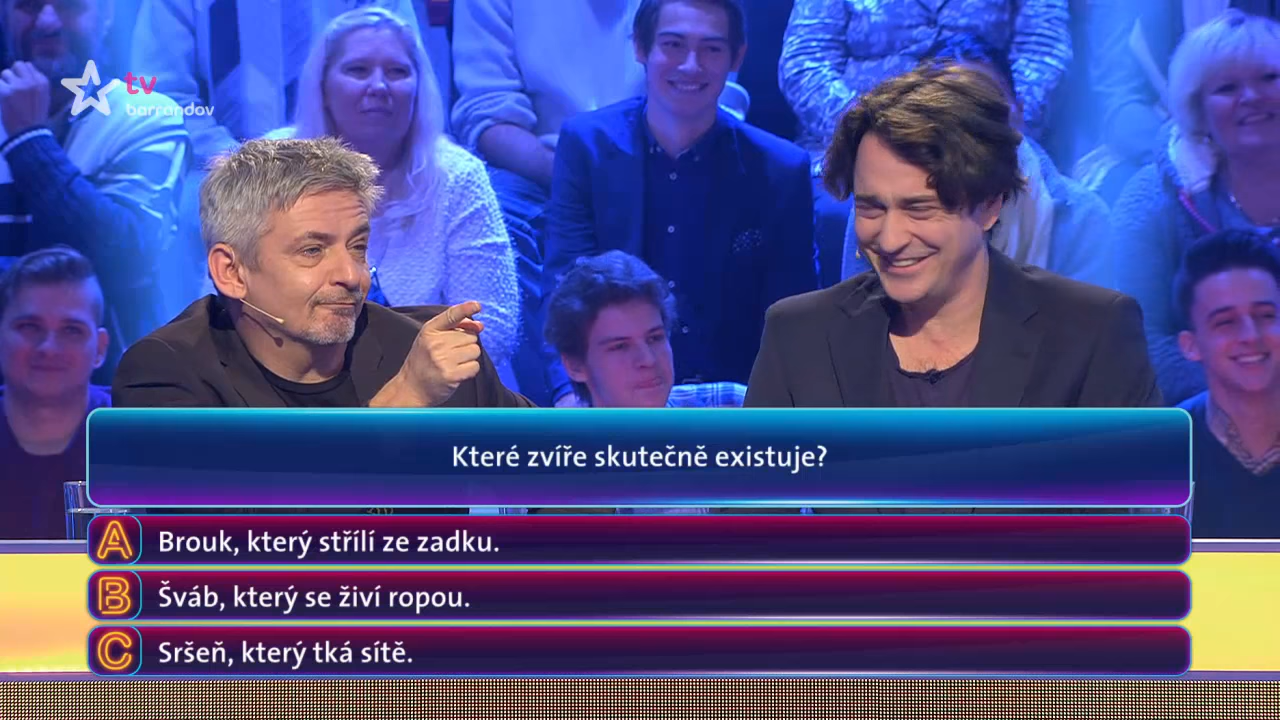 tv
barrandov
Které zvíře skutečně existuje?
A Brouk, který střílí ze zadku.
B Šváb, který se živí ropou.
C Sršeň, který tká sítě.